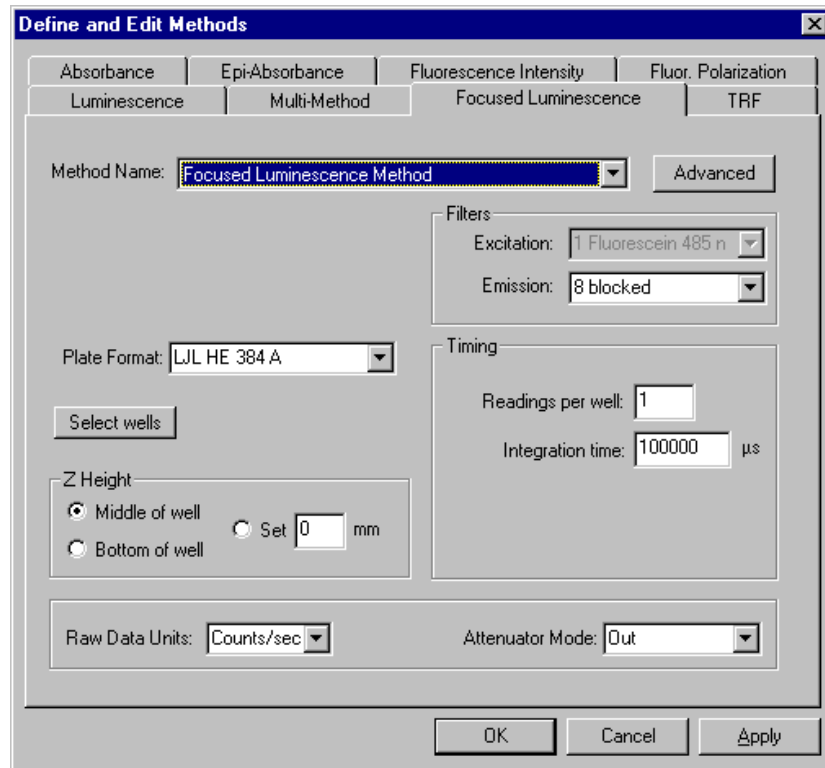 Define and Edit Methods
Absorbance Epi-Absorbance Fluorescence Intensity Fluor. Polarization
Luminescence Multi-Method Focused Luminescence TRF
Method Name: Focused Luminescence Method Advanced
Filters
Excitation: 1 Fluorescein 485 n
Emission: 8 blocked
Plate Format: LJL HE 384 A
Timing
Readings per well: 1
Select wells
Integration time: 100000 µs
Z Height
Middle of well
Set 0 mm
Bottom of well
Raw Data Units: Counts/sec Attenuator Mode: Out
OK Cancel Apply